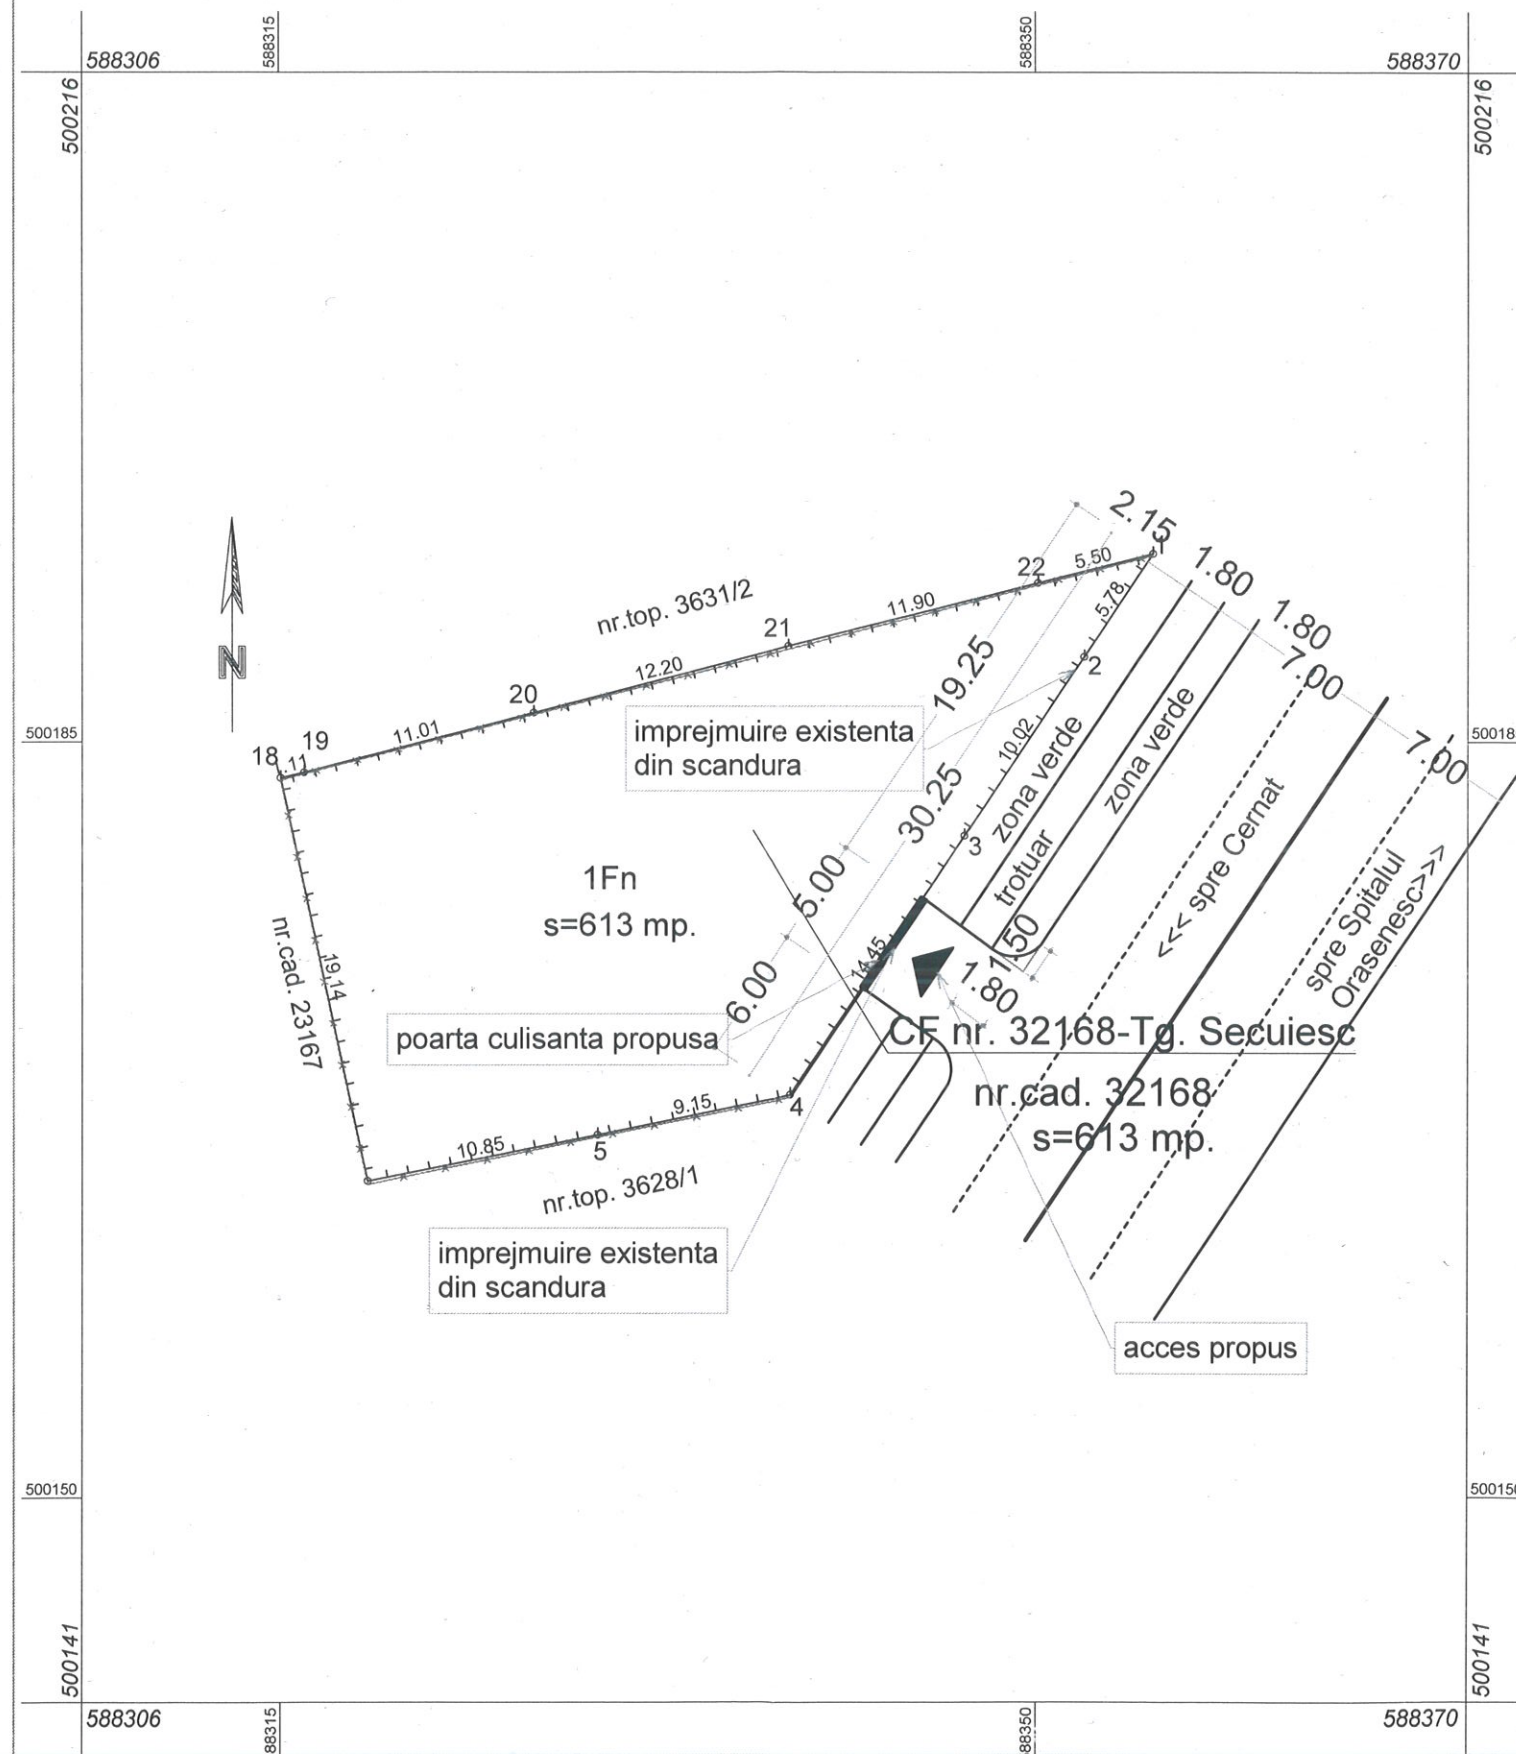 588315
588350
588306
588370
500216
500216
2.15
1
1.80
1.80
7.00
7.00
22
5.50
5.78
nr.top. 3631/2
11.90
21
2
12.20
19.25
20
N
11.01
imprejmuire existenta
din scandura
500185
18
19
.11
10.02
zona verde
zona verde
30.25
3
trotuar
<<< spre Cernat
spre Spitalul
Orasenesc>>>
5.00
1Fn
s=613 mp.
nr.cad. 23167
19.14
14.45
1.50
1.80
6.00
poarta culisanta propusa
CF nr. 32168-Tg. Secuiesc
nr.cad. 32168
s=613 mp.
9.15
4
10.85
5
nr.top. 3628/1
imprejmuire existenta
din scandura
acces propus
500150
500141
500141
588306
588370